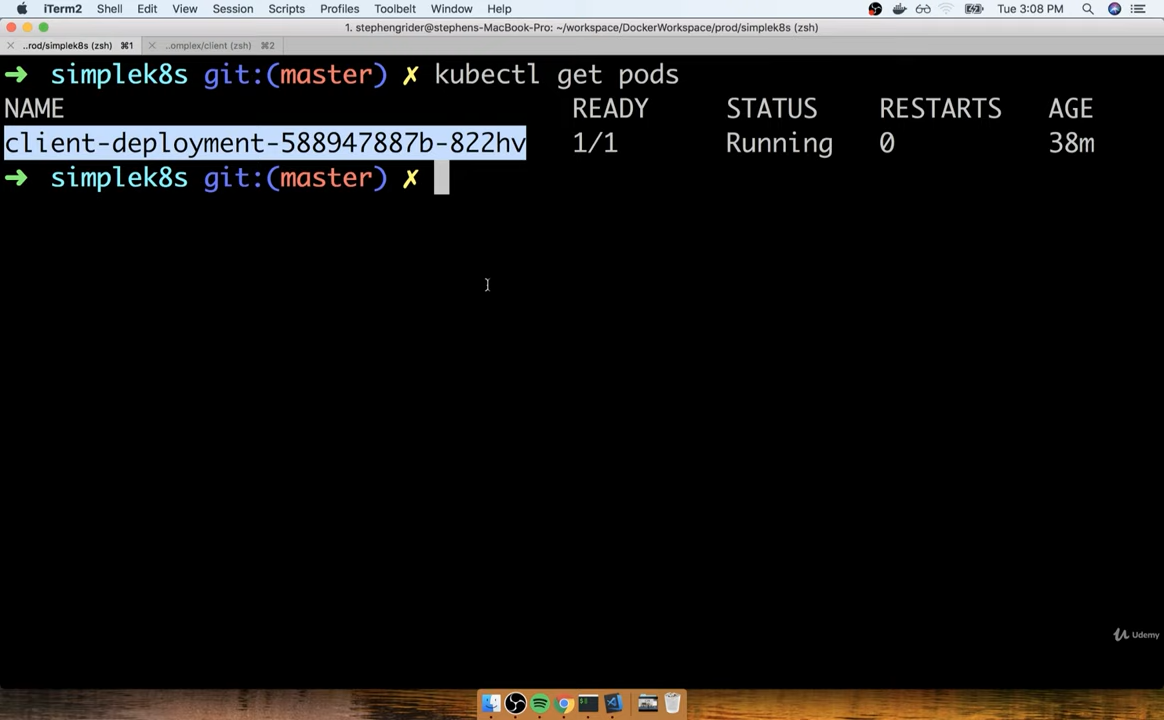 iTerm2 Shell Edit View Session Scripts Profiles Toolbelt Window Help Tue 3:08 PM
1. stephengrider@stephens-MacBook-Pro: ~/workspace/DockerWorkspace/prod/simplek8s (zsh)
..rod/simplek8s (zsh) ⌘1 ..omplex/client (zsh) ⌘2
➜ simplek8s git:(master) ✗ kubectl get pods
NAME READY STATUS RESTARTS AGE
client-deployment-588947887b-822hv 1/1 Running 0 38m
➜ simplek8s git:(master) ✗
Udemy